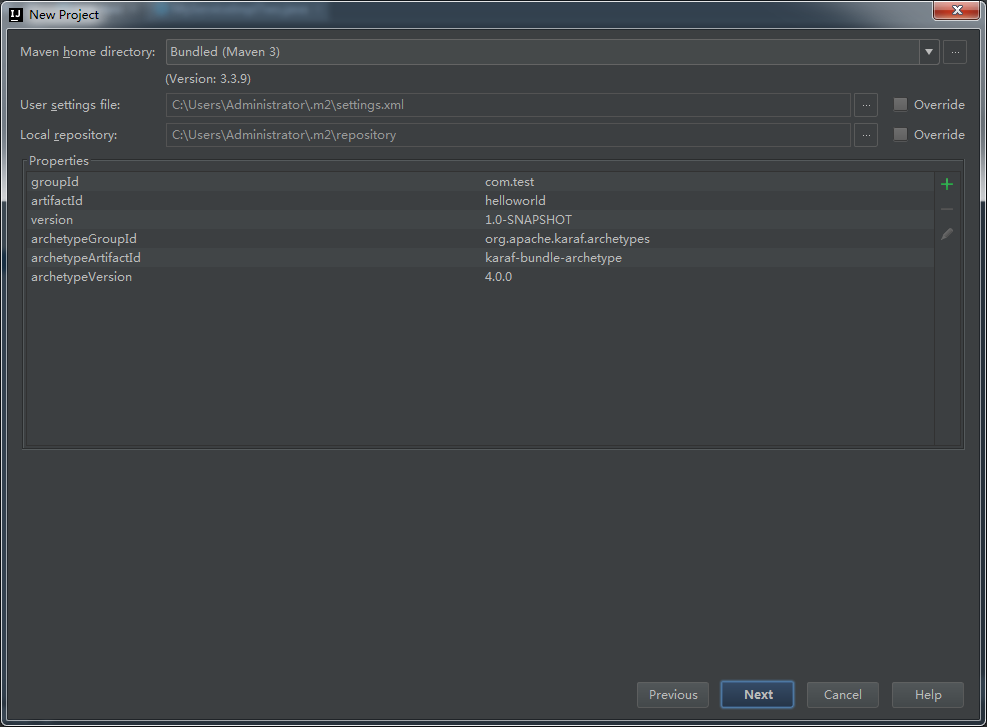 IJ New Project
Maven home directory: Bundled (Maven 3) ...
(Version: 3.3.9)
User settings file: C:\Users\Administrator\.m2\settings.xml ... Override
Local repository: C:\Users\Administrator\.m2\repository ... Override
Properties
groupId com.test
artifactId helloworld
version 1.0-SNAPSHOT
archetypeGroupId org.apache.karaf.archetypes
archetypeArtifactId karaf-bundle-archetype
archetypeVersion 4.0.0
Previous Next Cancel Help